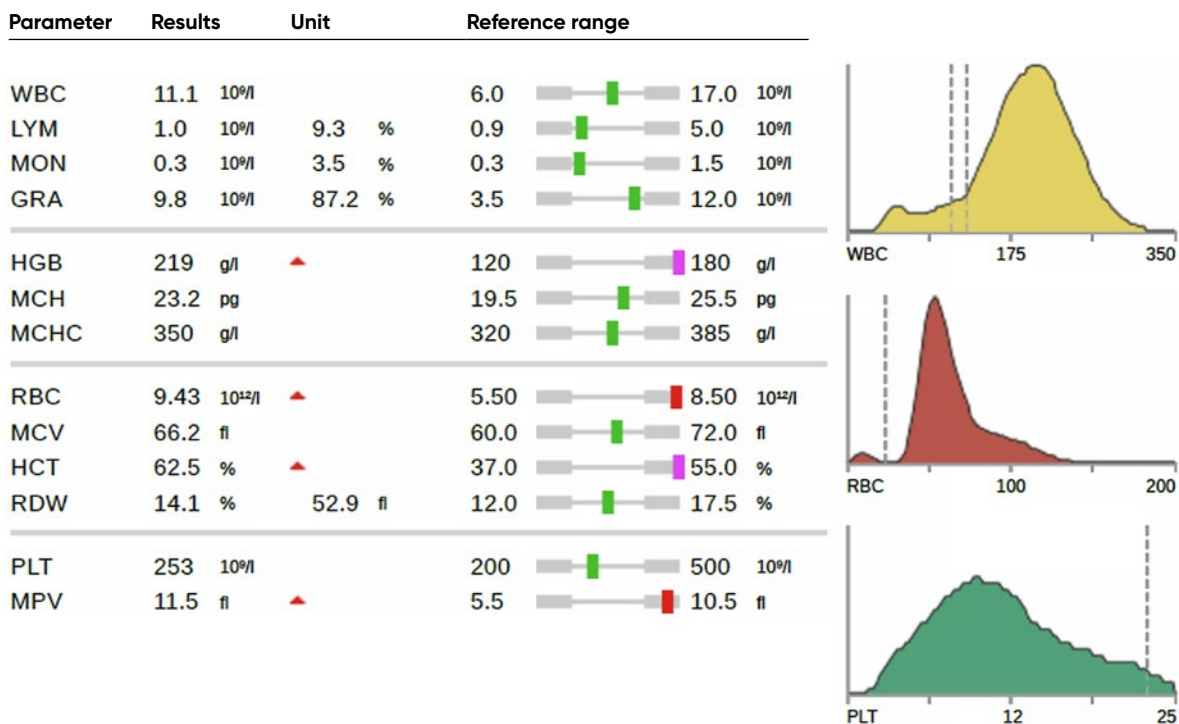 Parameter Results Unit Reference range
WBC 11.1 10⁹/l 6.0 17.0 10⁹/l
LYM 1.0 10⁹/l 9.3 % 0.9 5.0 10⁹/l
MON 0.3 10⁹/l 3.5 % 0.3 1.5 10⁹/l
GRA 9.8 10⁹/l 87.2 % 3.5 12.0 10⁹/l
WBC 175 350
HGB 219 g/l 120 180 g/l
MCH 23.2 pg 19.5 25.5 pg
MCHC 350 g/l 320 385 g/l
RBC 9.43 10¹²/l 5.50 8.50 10¹²/l
MCV 66.2 fl 60.0 72.0 fl
HCT 62.5 % 37.0 55.0 %
RDW 14.1 % 52.9 fl 12.0 17.5 %
RBC 100 200
PLT 253 10⁹/l 200 500 10⁹/l
MPV 11.5 fl 5.5 10.5 fl
PLT 12 25